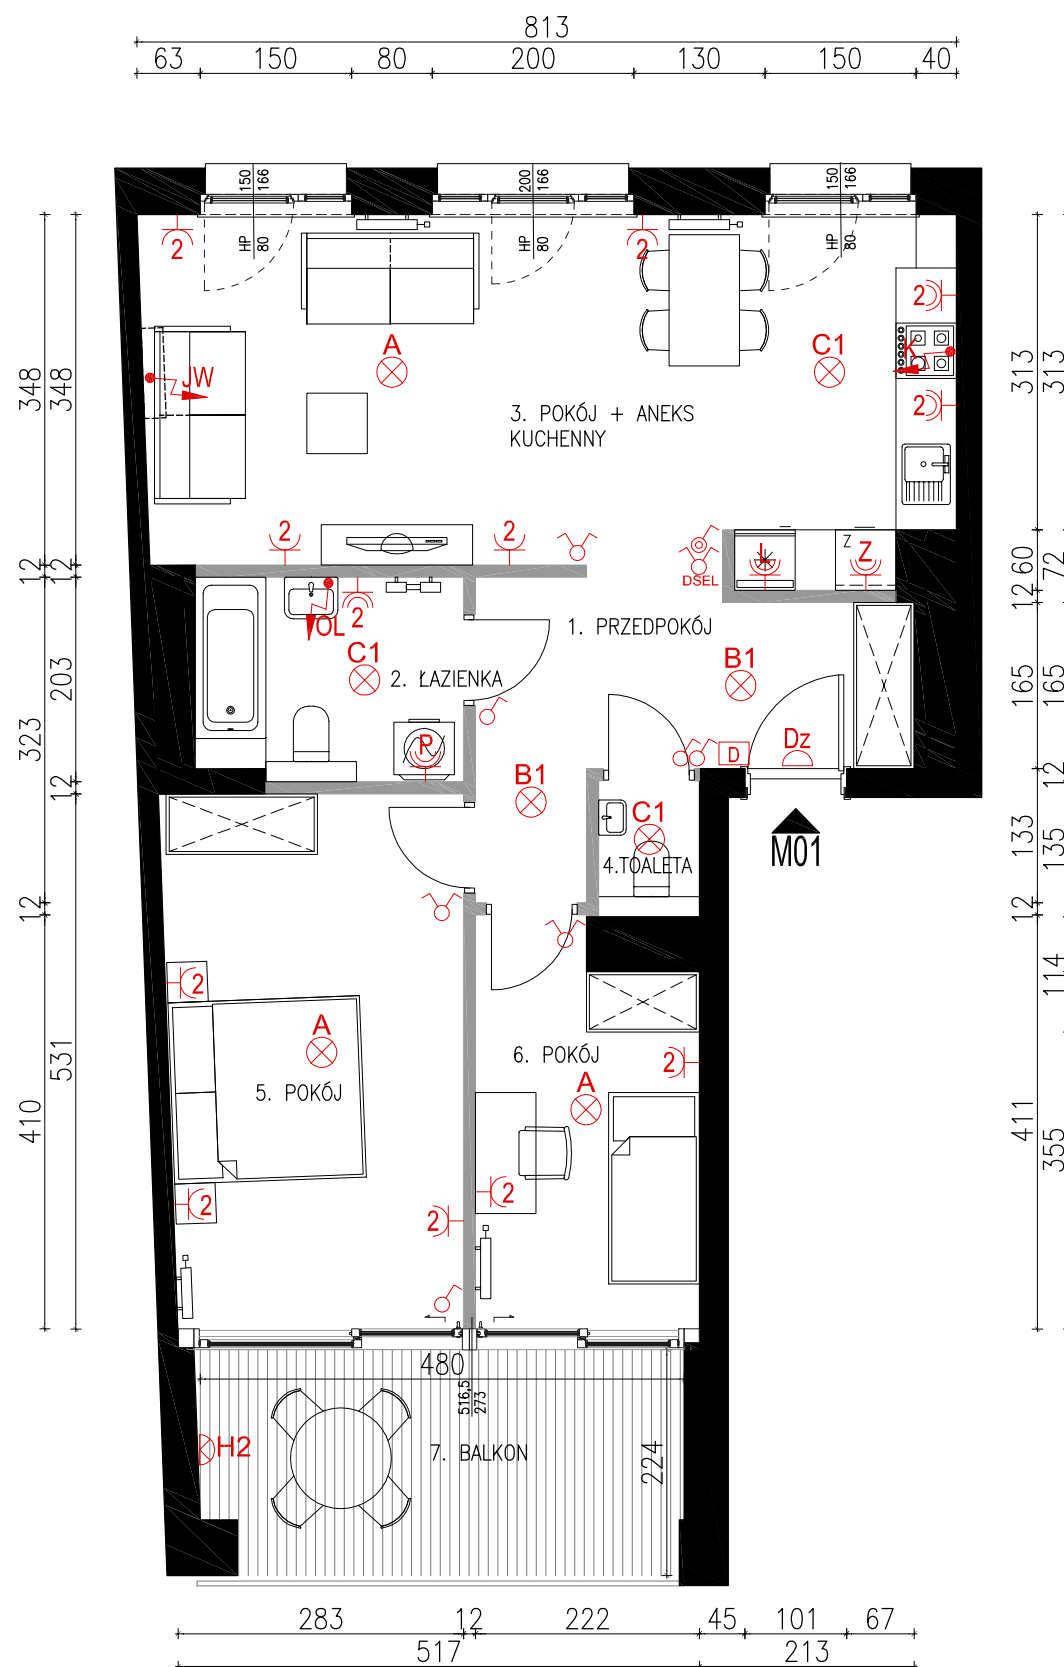 813
63 150 80 200 130 150 40
150
166
200
166
150
166
HP
80
HP
80
HP
80
2
2
A
C1
2
K
JW
2
3. POKÓJ + ANEKS
KUCHENNY
2
2
L
Z
Z
DSEL
OL
2
1. PRZEDPOKÓJ
C1
2. ŁAZIENKA
B1
P
D
Dz
B1
C1
4.TOALETA
M01
2
A
5. POKÓJ
6. POKÓJ
2
A
2
2
2
480
516,5
273
H2
7. BALKON
224
348
12
323
12
410
348
12
203
12
531
313
60
12
165
12
133
12
411
313
72
165
135
114
355
283 12 222 45 101 67
517 213